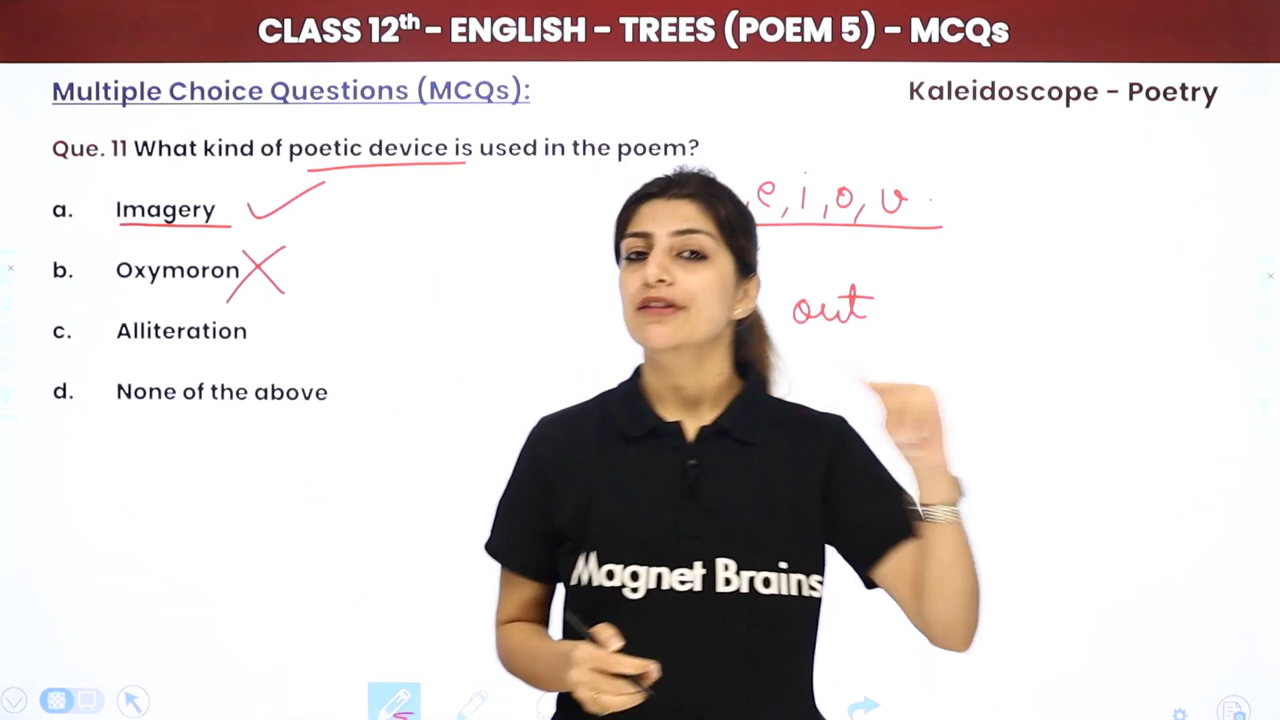 CLASS 12th – ENGLISH – TREES (POEM 5) – MCQs
Multiple Choice Questions (MCQs):
Kaleidoscope – Poetry
Que. 11 What kind of poetic device is used in the poem?
a. Imagery
b. Oxymoron
c. Alliteration
d. None of the above
, e, i, o, u
out
Magnet Brains